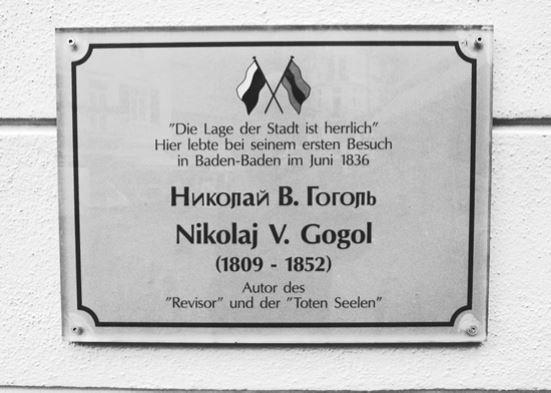 "Die Lage der Stadt ist herrlich"
Hier lebte bei seinem ersten Besuch
in Baden-Baden im Juni 1836
Николай В. Гоголь
Nikolaj V. Gogol
(1809 - 1852)
Autor des
"Revisor" und der "Toten Seelen"